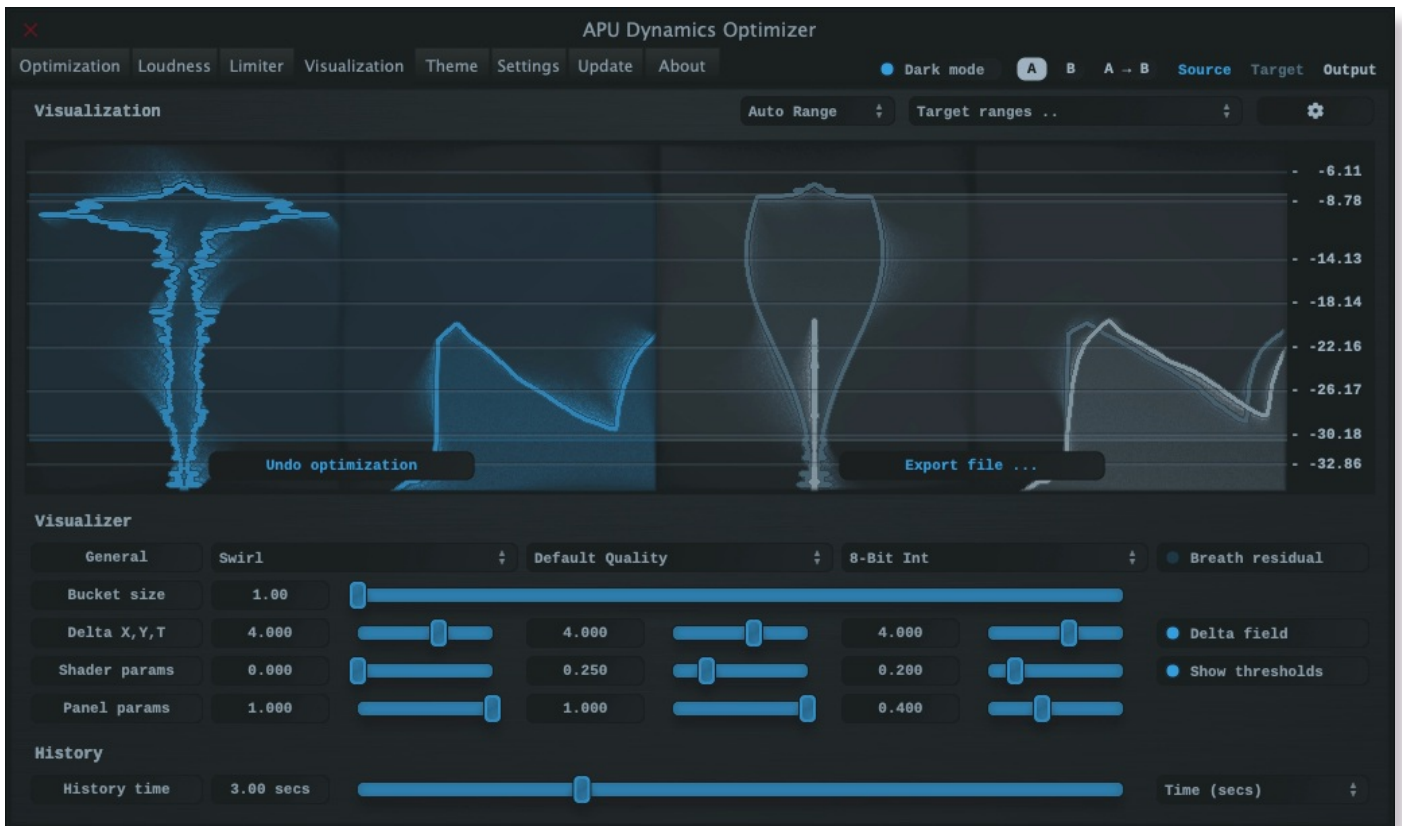 APU Dynamics Optimizer
Optimization Loudness Limiter Visualization Theme Settings Update About Dark mode A B A → B Source Target Output
Visualization Auto Range Target ranges ..
- -6.11
- -8.78
- -14.13
- -18.14
- -22.16
- -26.17
- -30.18
- -32.86
Undo optimization Export file ...
Visualizer
General Swirl Default Quality 8-Bit Int Breath residual
Bucket size 1.00
Delta X,Y,T 4.000 4.000 4.000 Delta field
Shader params 0.000 0.250 0.200 Show thresholds
Panel params 1.000 1.000 0.400
History
History time 3.00 secs Time (secs)